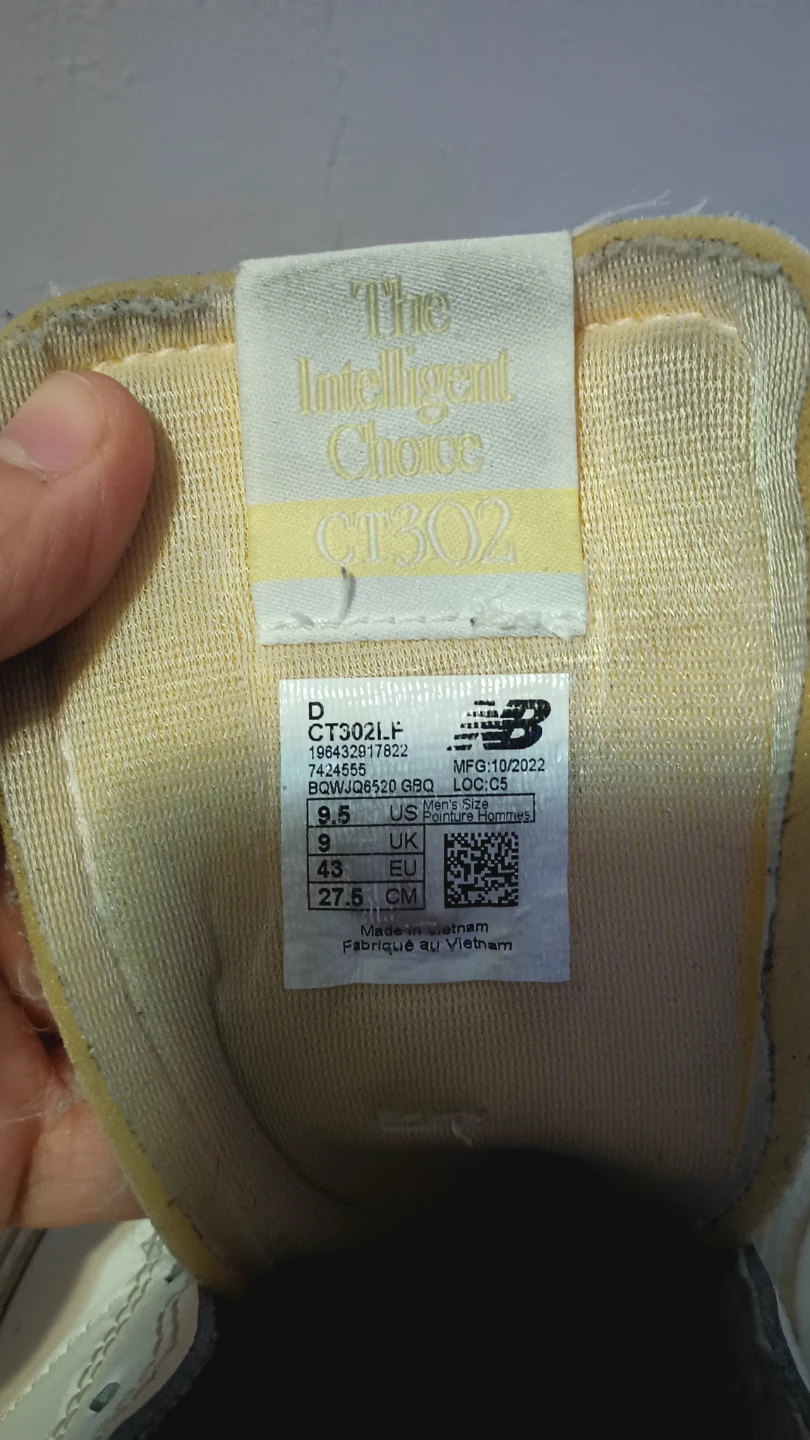 The
Intelligent
Choice
CT302
D
NB
196432917822
7424555
MFG:10/2022
BQWJQ6520 GBQ LOC:C5
9.5 US Men's Size
Pointure Hommes
9 UK
43 EU
27.5 CM
Made in Vietnam
Fabriqué au Vietnam